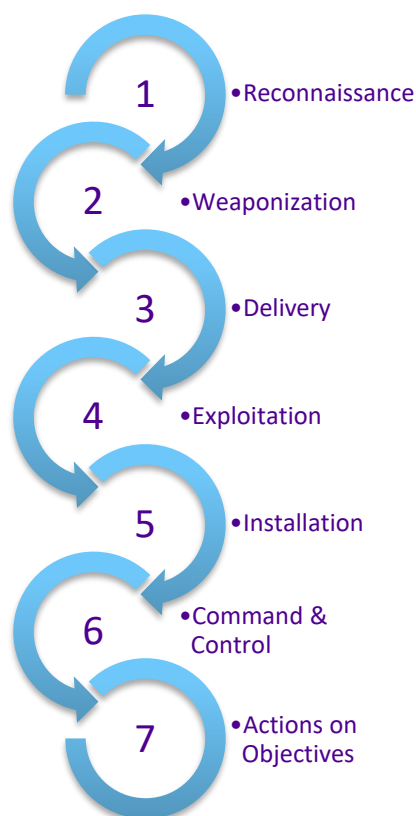 1
•Reconnaissance
2
•Weaponization
3
•Delivery
4
•Exploitation
5
•Installation
6
•Command &
Control
7
•Actions on
Objectives